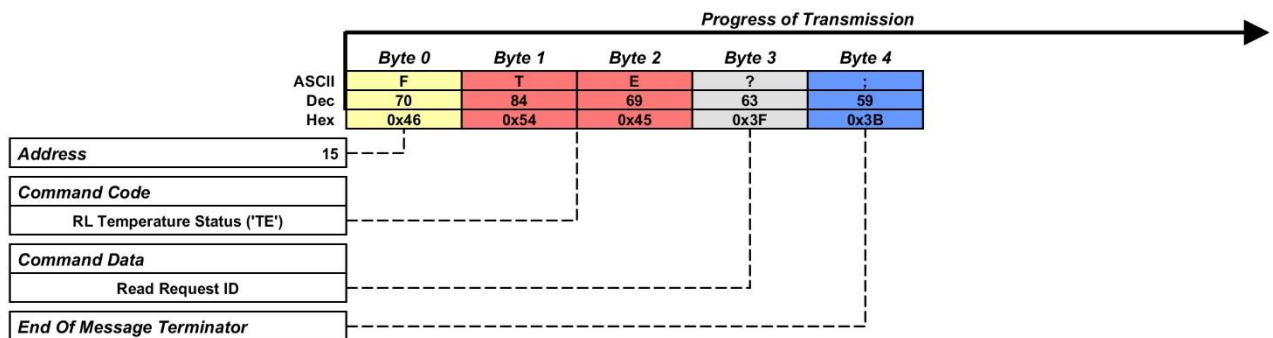 Progress of Transmission
Byte 0 Byte 1 Byte 2 Byte 3 Byte 4
ASCII F T E ? ;
Dec 70 84 69 63 59
Hex 0x46 0x54 0x45 0x3F 0x3B
Address 15
Command Code
RL Temperature Status ('TE')
Command Data
Read Request ID
End Of Message Terminator